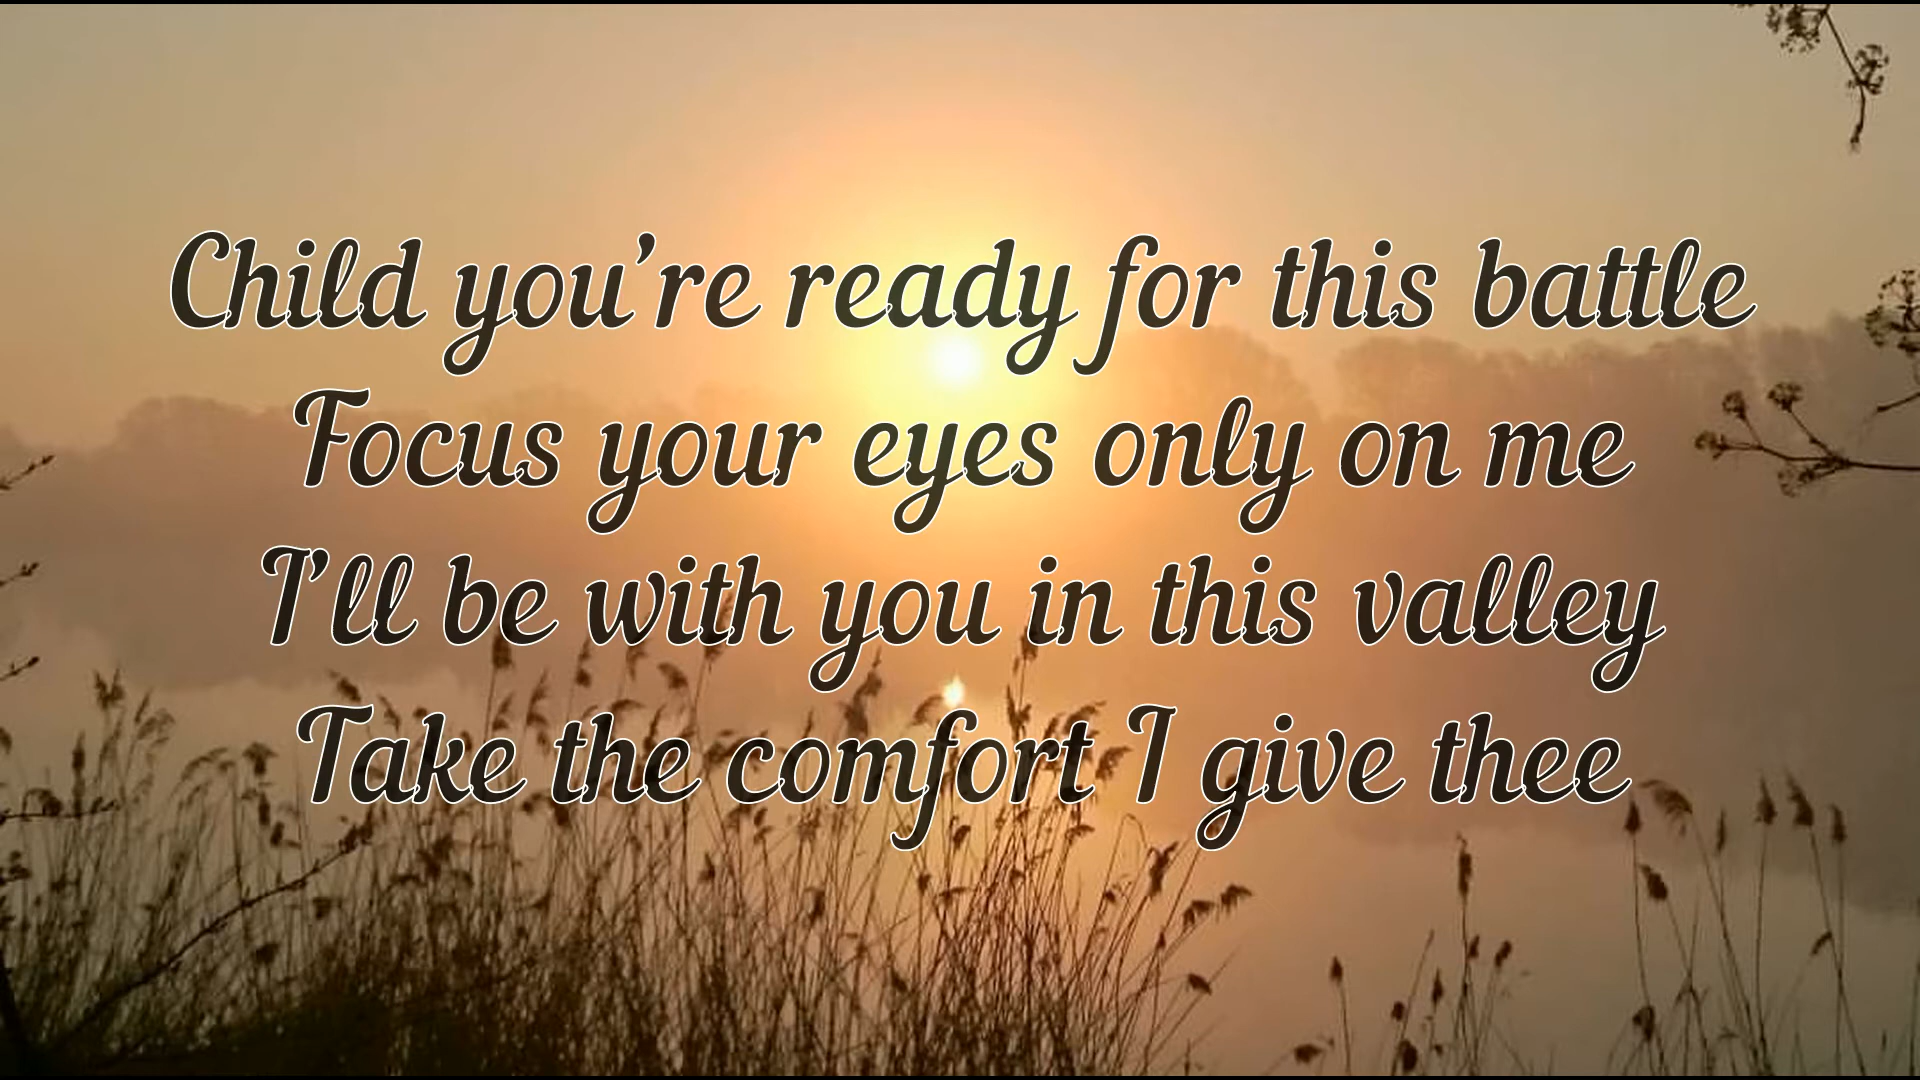 Child you're ready for this battle
Focus your eyes only on me
I'll be with you in this valley
Take the comfort I give thee